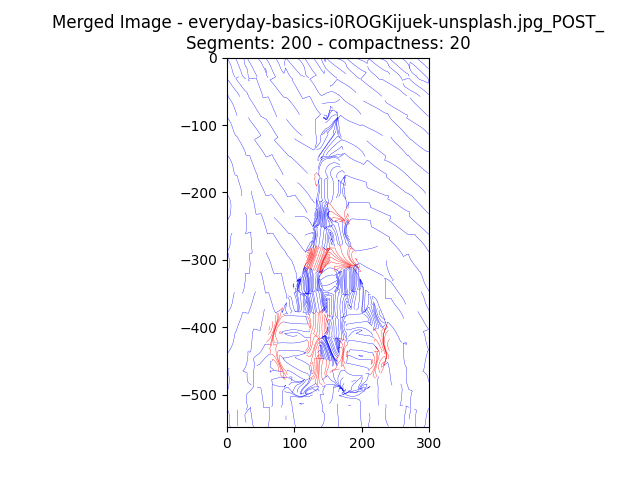 Merged Image - everyday-basics-i0ROGKijuek-unsplash.jpg_POST_
Segments: 200 - compactness: 20
0
−100
−200
−300
−400
−500
0 100 200 300